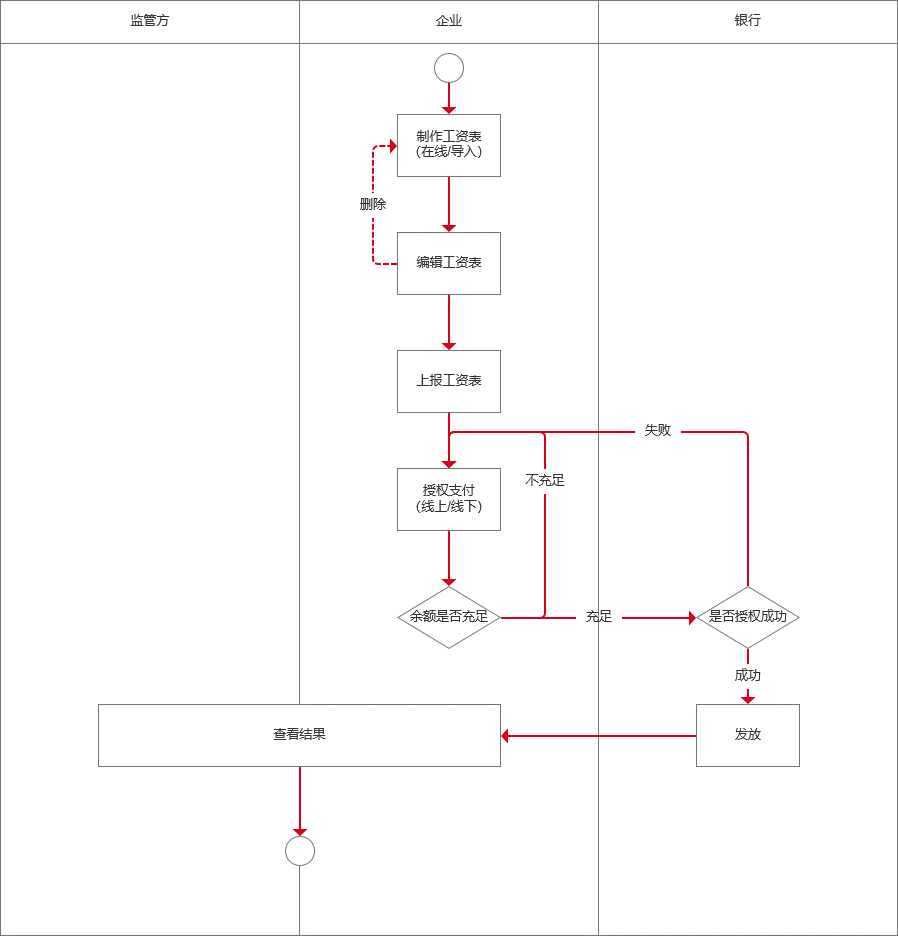 监管方
企业
银行
制作工资表
(在线/导入)
删除
编辑工资表
上报工资表
失败
不充足
授权支付
(线上/线下)
余额是否充足
充足
是否授权成功
成功
查看结果
发放